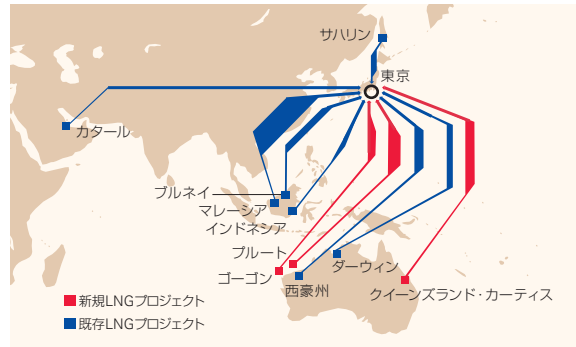 サハリン
東京
カタール
ブルネイ
マレーシア
インドネシア
プルート
ゴーゴン
西豪州
ダーウィン
クイーンズランド・カーティス
新規LNGプロジェクト
既存LNGプロジェクト